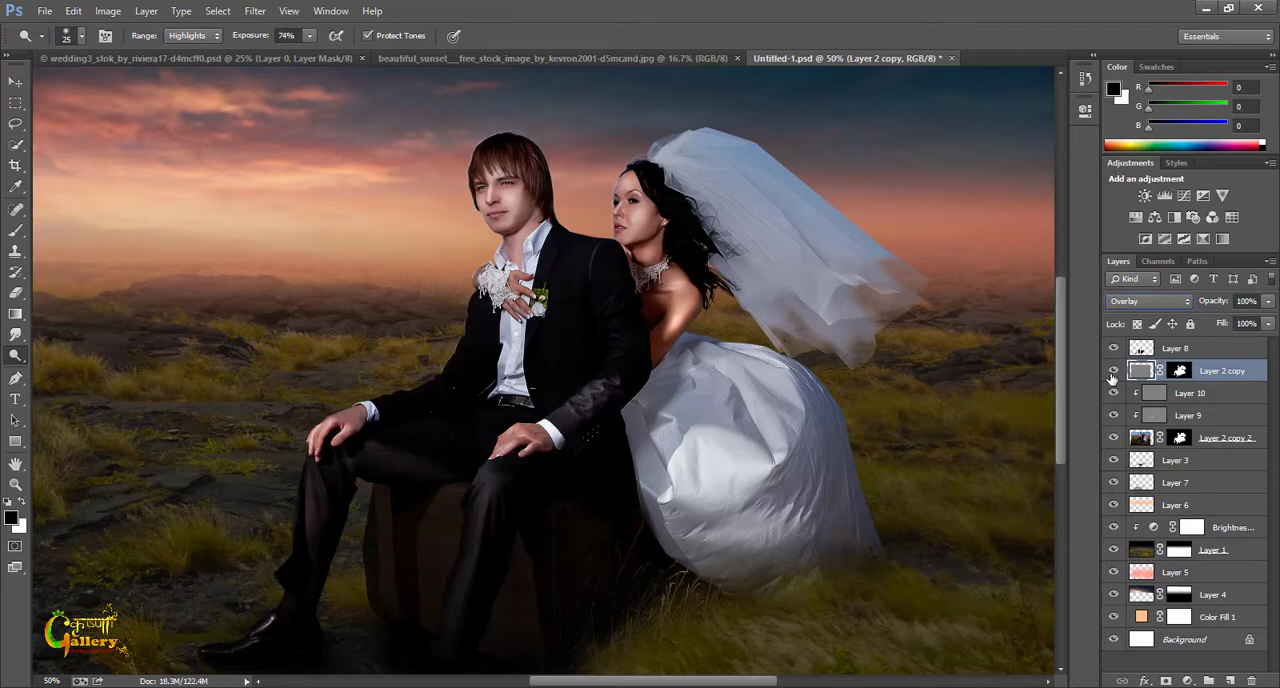 Ps File Edit Image Layer Type Select Filter View Window Help
25 Range: Highlights Exposure: 74% Protect Tones Essentials
© wedding3_stok_by_riviera17-d4mcff0.psd @ 25% (Layer 0, Layer Mask/8) × beautiful_sunset__free_stock_image_by_kevron2001-d5mcand.jpg @ 16.7% (RGB/8) × Untitled-1.psd @ 50% (Layer 2 copy, RGB/8) * ×
Color Swatches
R 0
G 0
B 0
Adjustments Styles
Add an adjustment
Layers Channels Paths
Kind
Overlay Opacity: 100%
Lock: Fill: 100%
Layer 8
Layer 2 copy
Layer 10
Layer 9
Layer 2 copy 2
Layer 3
Layer 7
Layer 6
Brightne...
Layer 1
Layer 5
Layer 4
Color Fill 1
Background
Gallery
50% Doc: 18.3M/122.4M